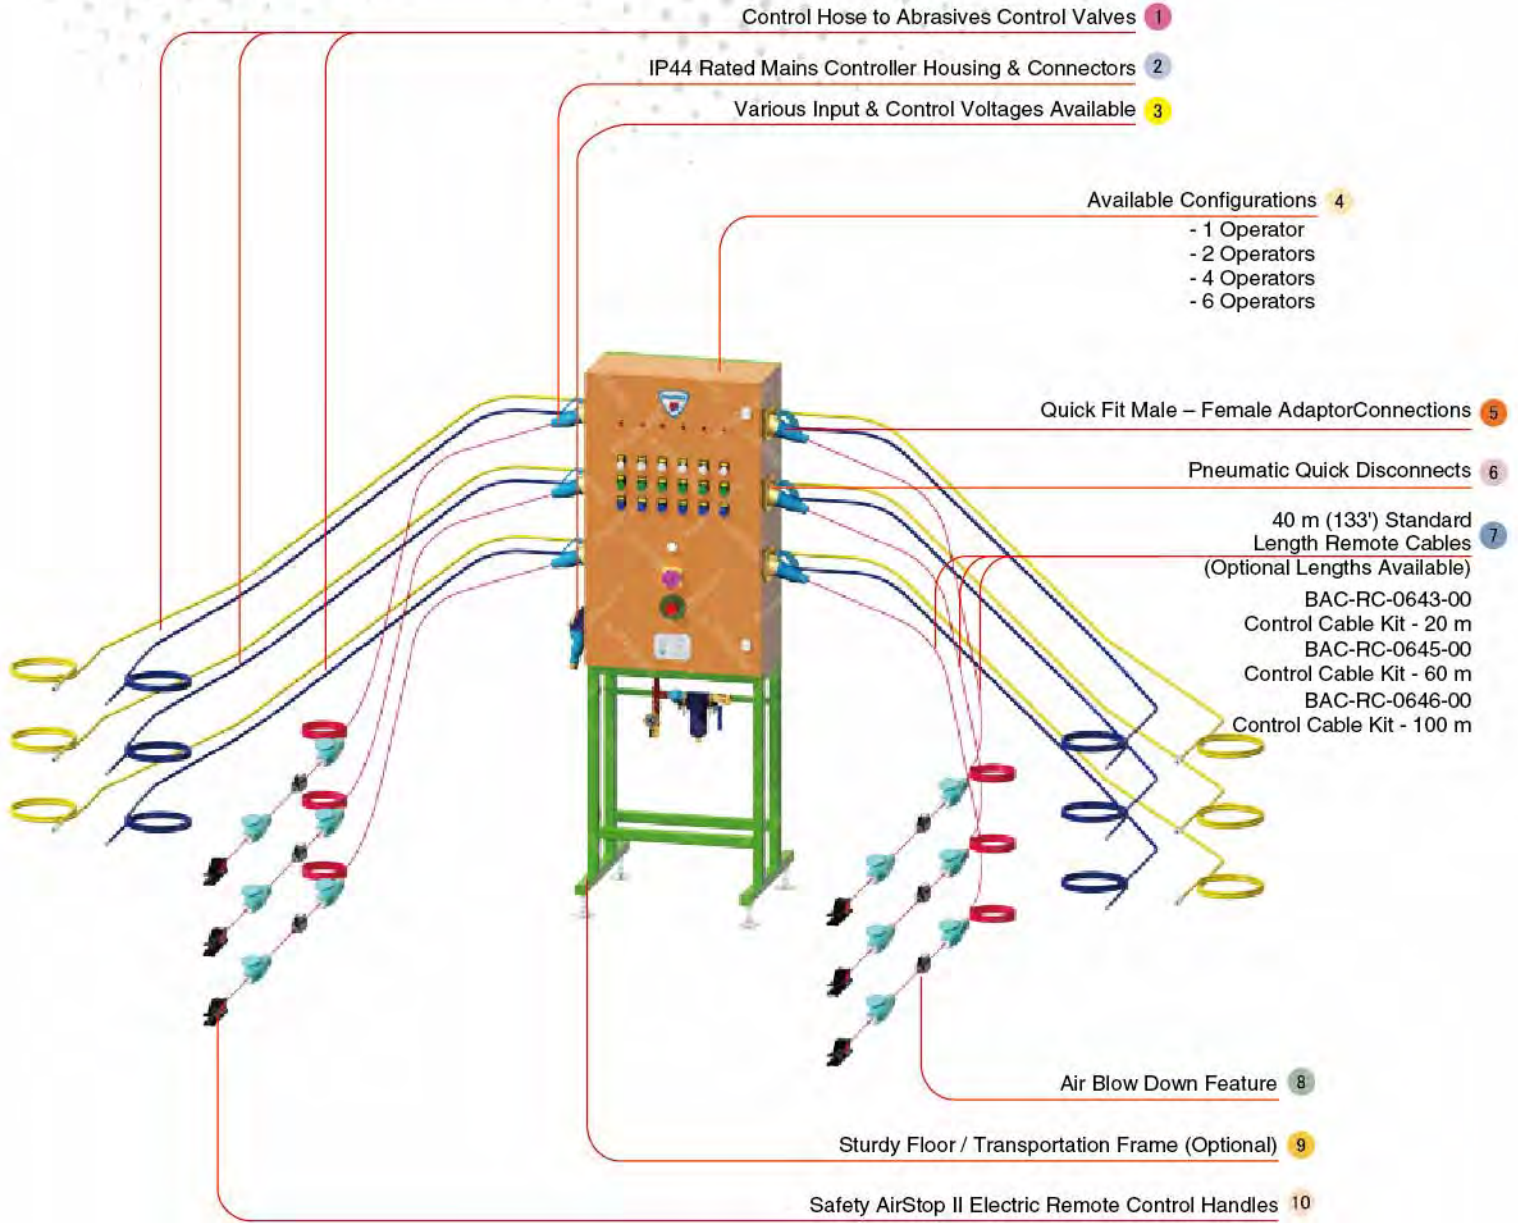 Control Hose to Abrasives Control Valves 1
IP44 Rated Mains Controller Housing & Connectors 2
Various Input & Control Voltages Available 3
Available Configurations 4
- 1 Operator
- 2 Operators
- 4 Operators
- 6 Operators
Quick Fit Male – Female AdaptorConnections 5
Pneumatic Quick Disconnects 6
40 m (133') Standard
Length Remote Cables 7
(Optional Lengths Available)
BAC-RC-0643-00
Control Cable Kit - 20 m
BAC-RC-0645-00
Control Cable Kit - 60 m
BAC-RC-0646-00
Control Cable Kit - 100 m
Air Blow Down Feature 8
Sturdy Floor / Transportation Frame (Optional) 9
Safety AirStop II Electric Remote Control Handles 10